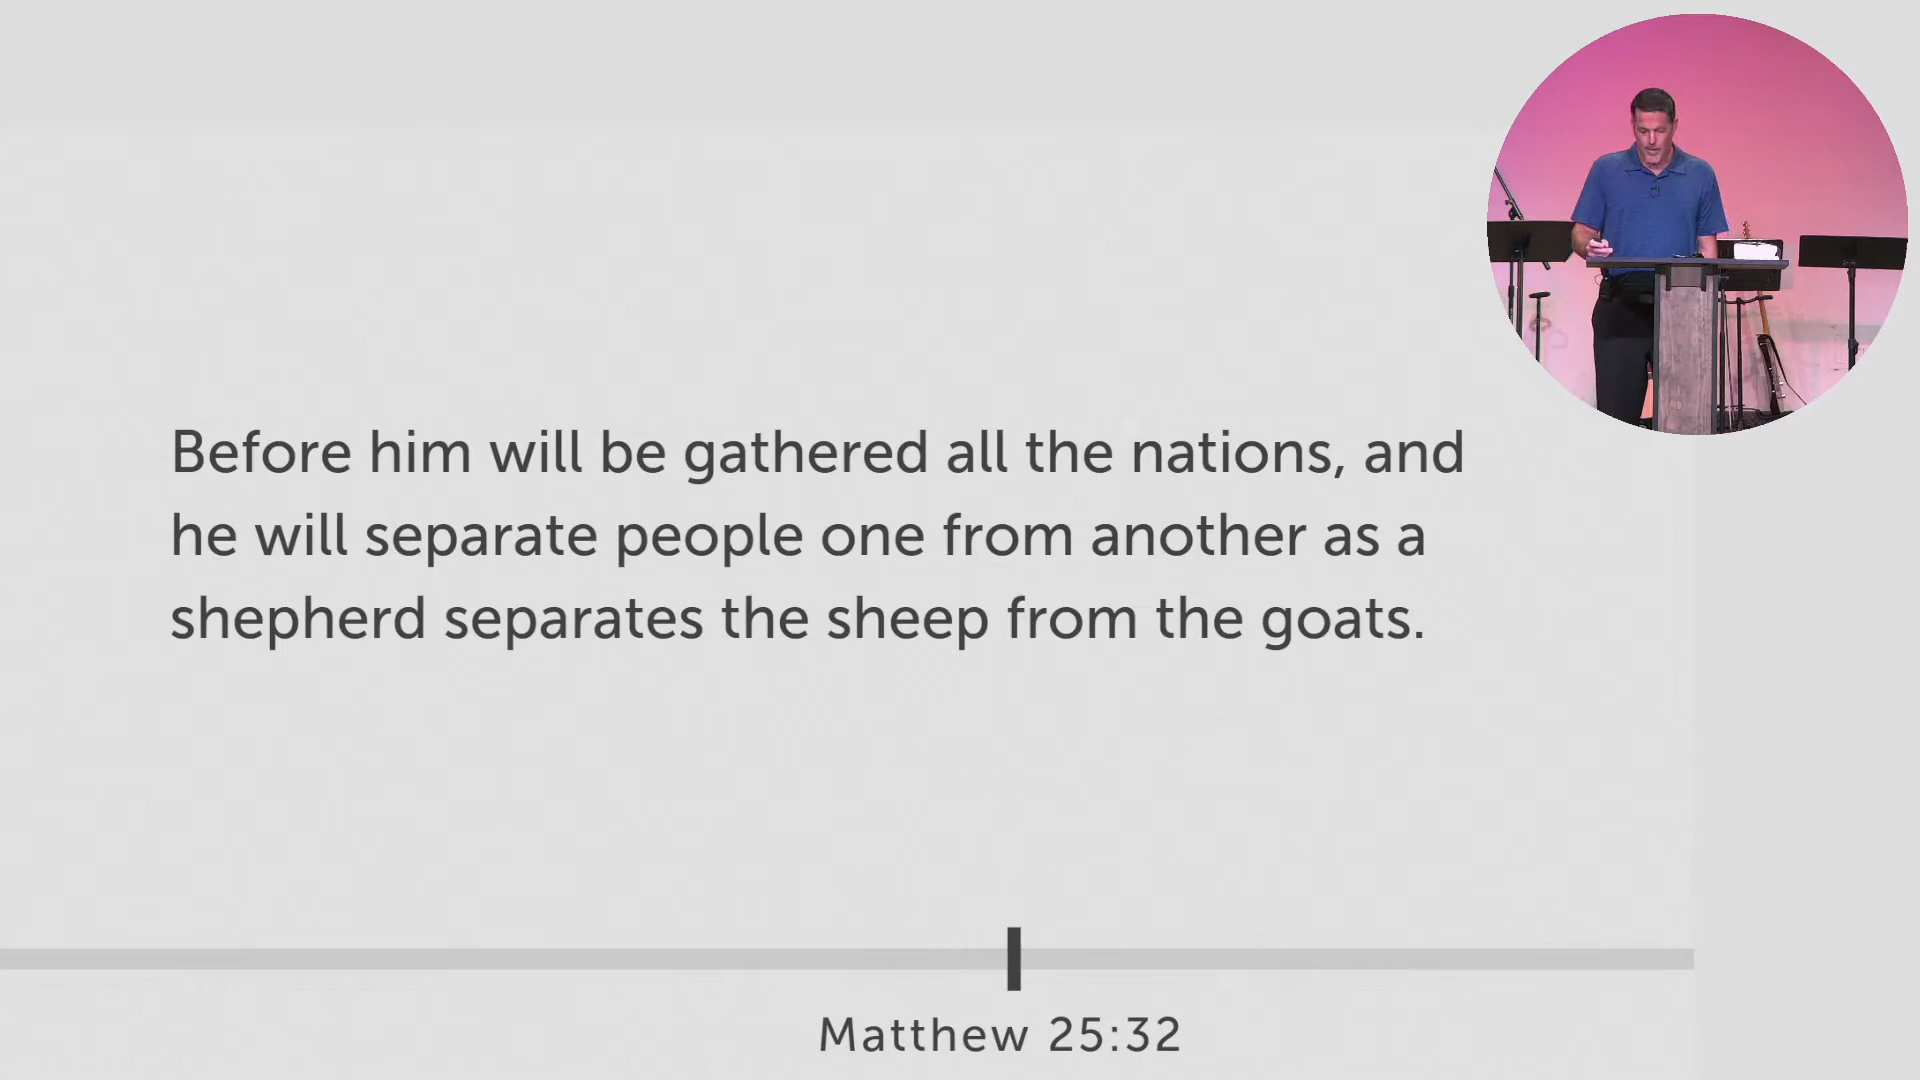 Before him will be gathered all the nations, and
he will separate people one from another as a
shepherd separates the sheep from the goats.
Matthew 25:32